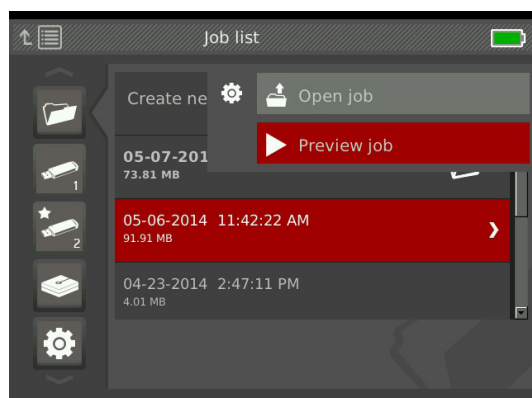 Job list
Create ne
Open job
Preview job
05-07-201
73.81 MB
1
05-06-2014 11:42:22 AM
91.91 MB
2
04-23-2014 2:47:11 PM
4.01 MB